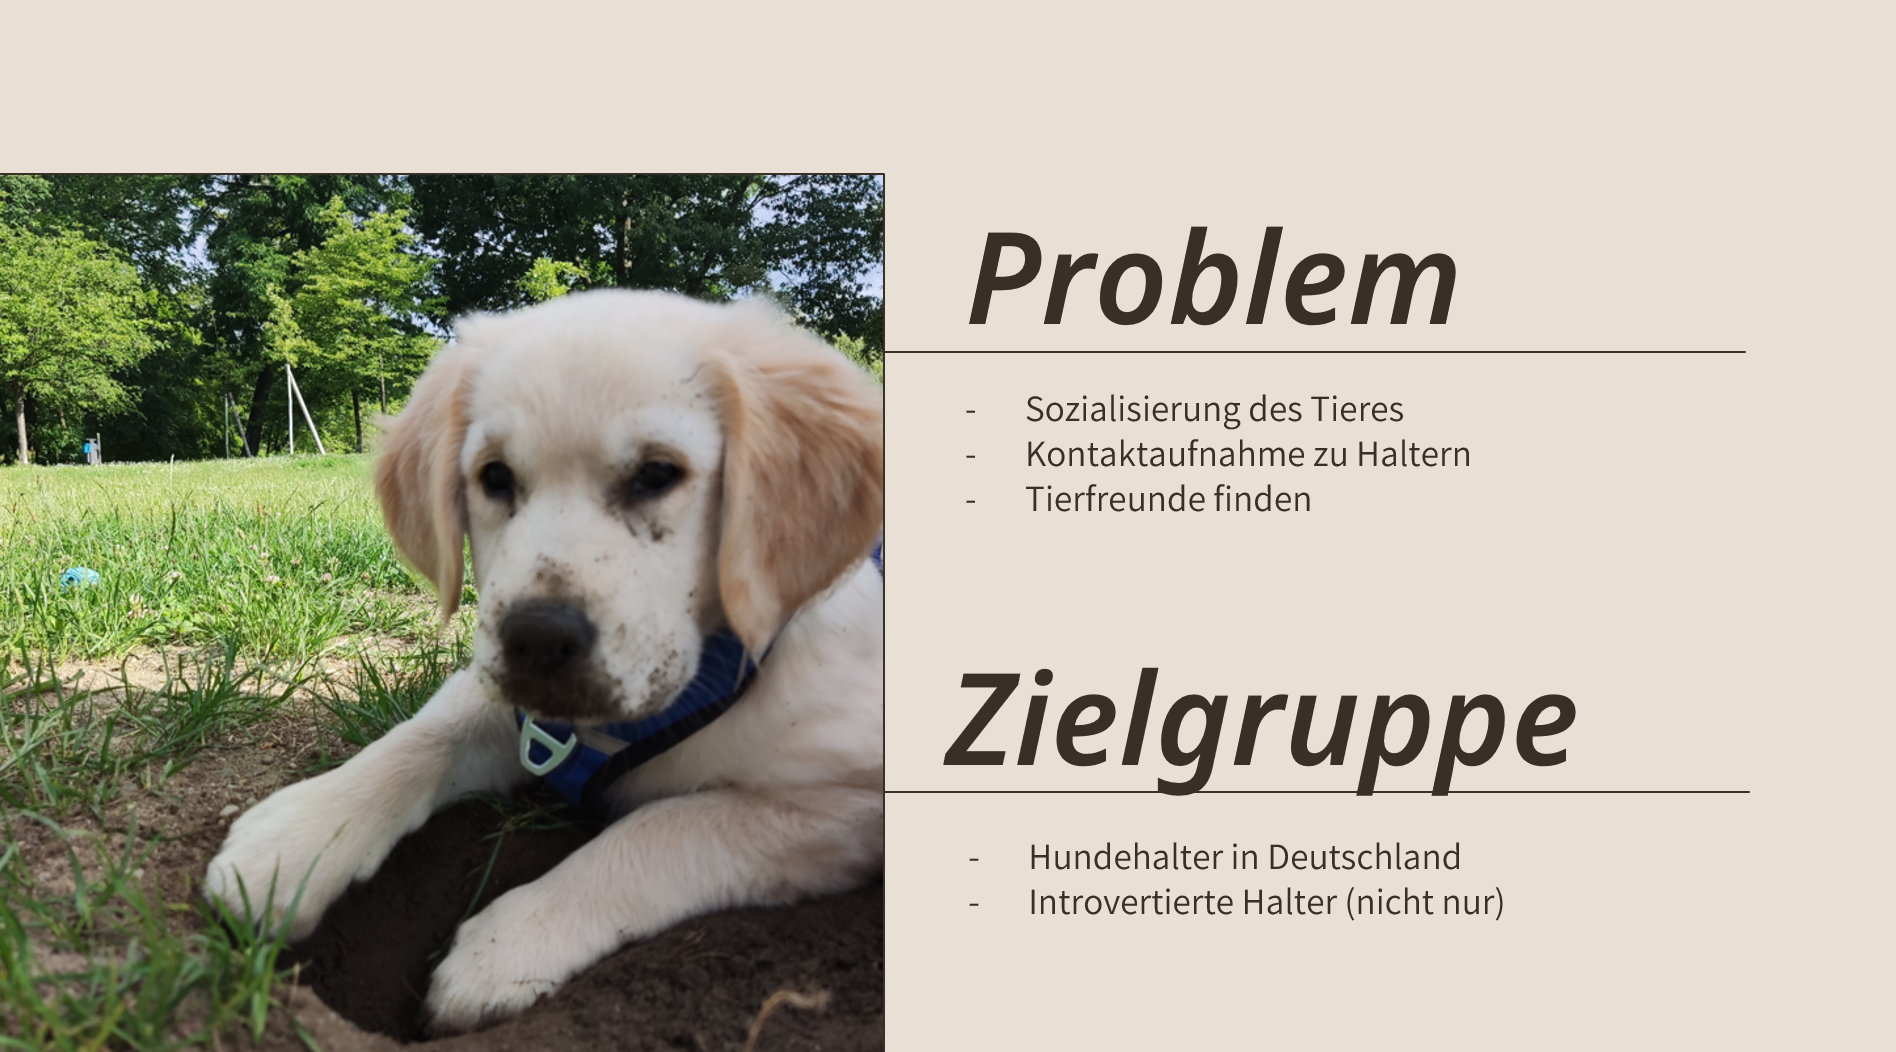 Problem
- Sozialisierung des Tieres
- Kontaktaufnahme zu Haltern
- Tierfreunde finden
Zielgruppe
- Hundehalter in Deutschland
- Introvertierte Halter (nicht nur)